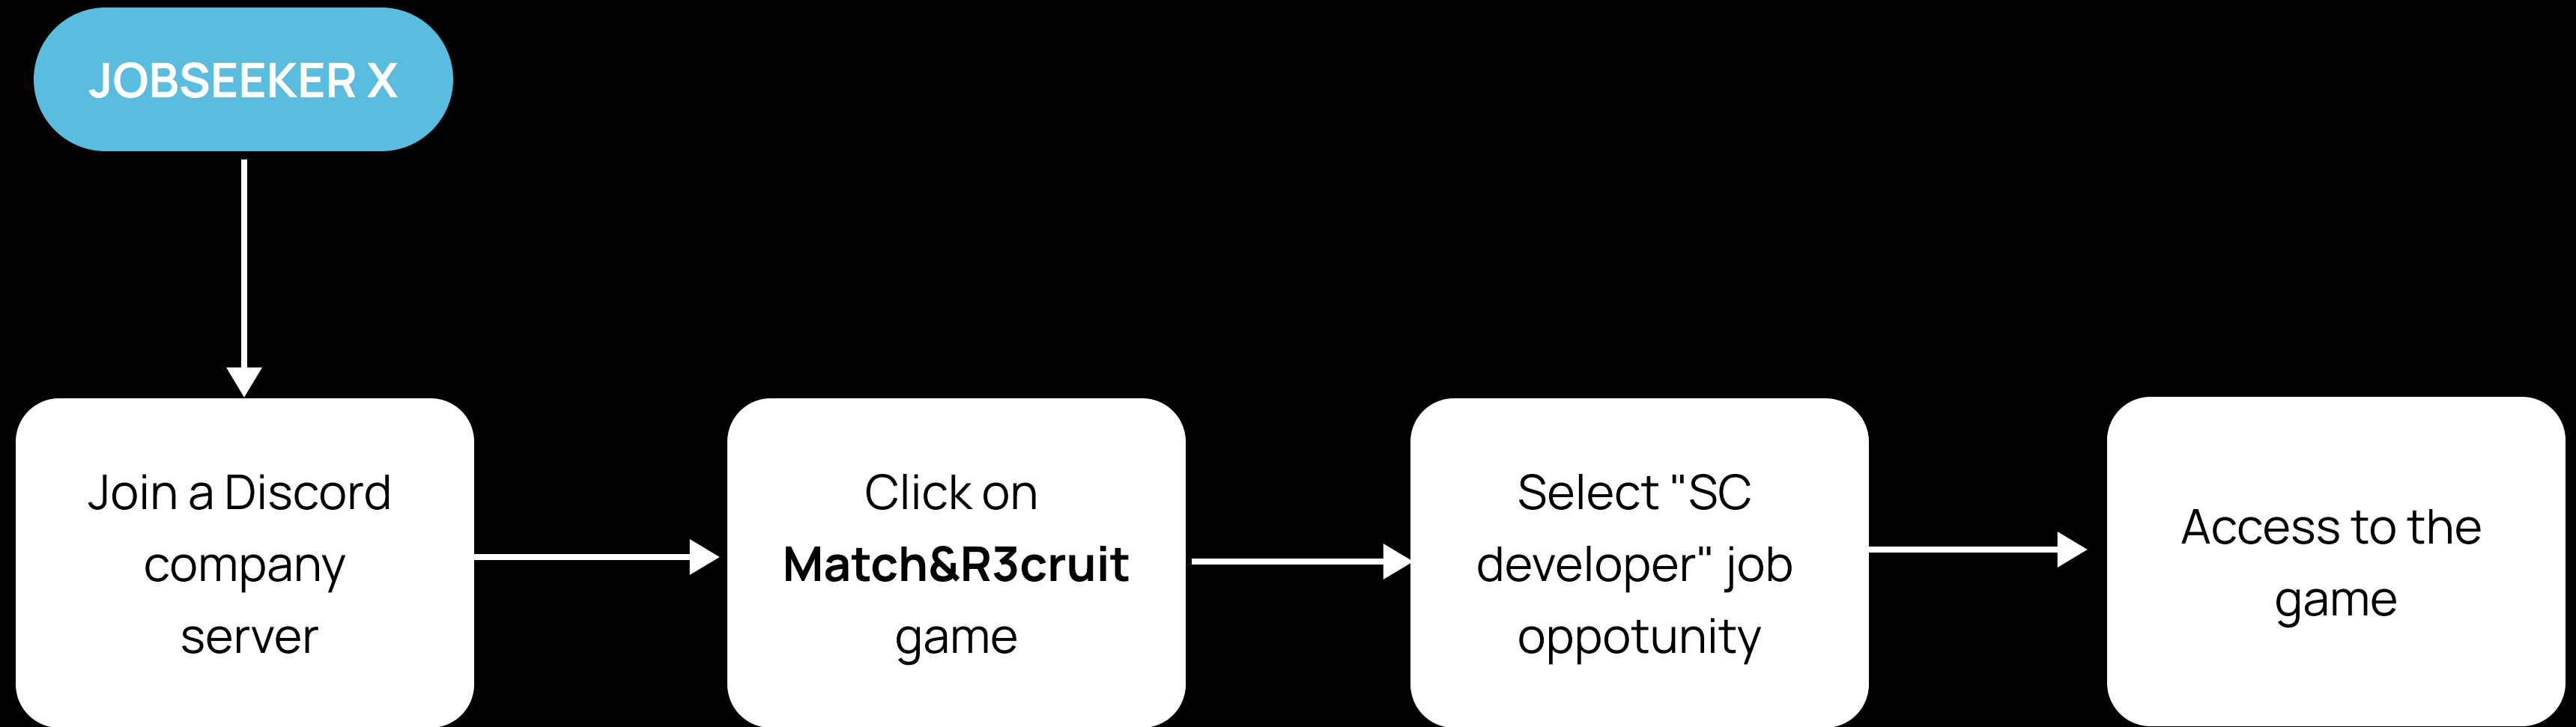 JOBSEEKER X
Join a Discord
company
server
Click on
Match&R3cruit
game
Select "SC
developer" job
oppotunity
Access to the
game